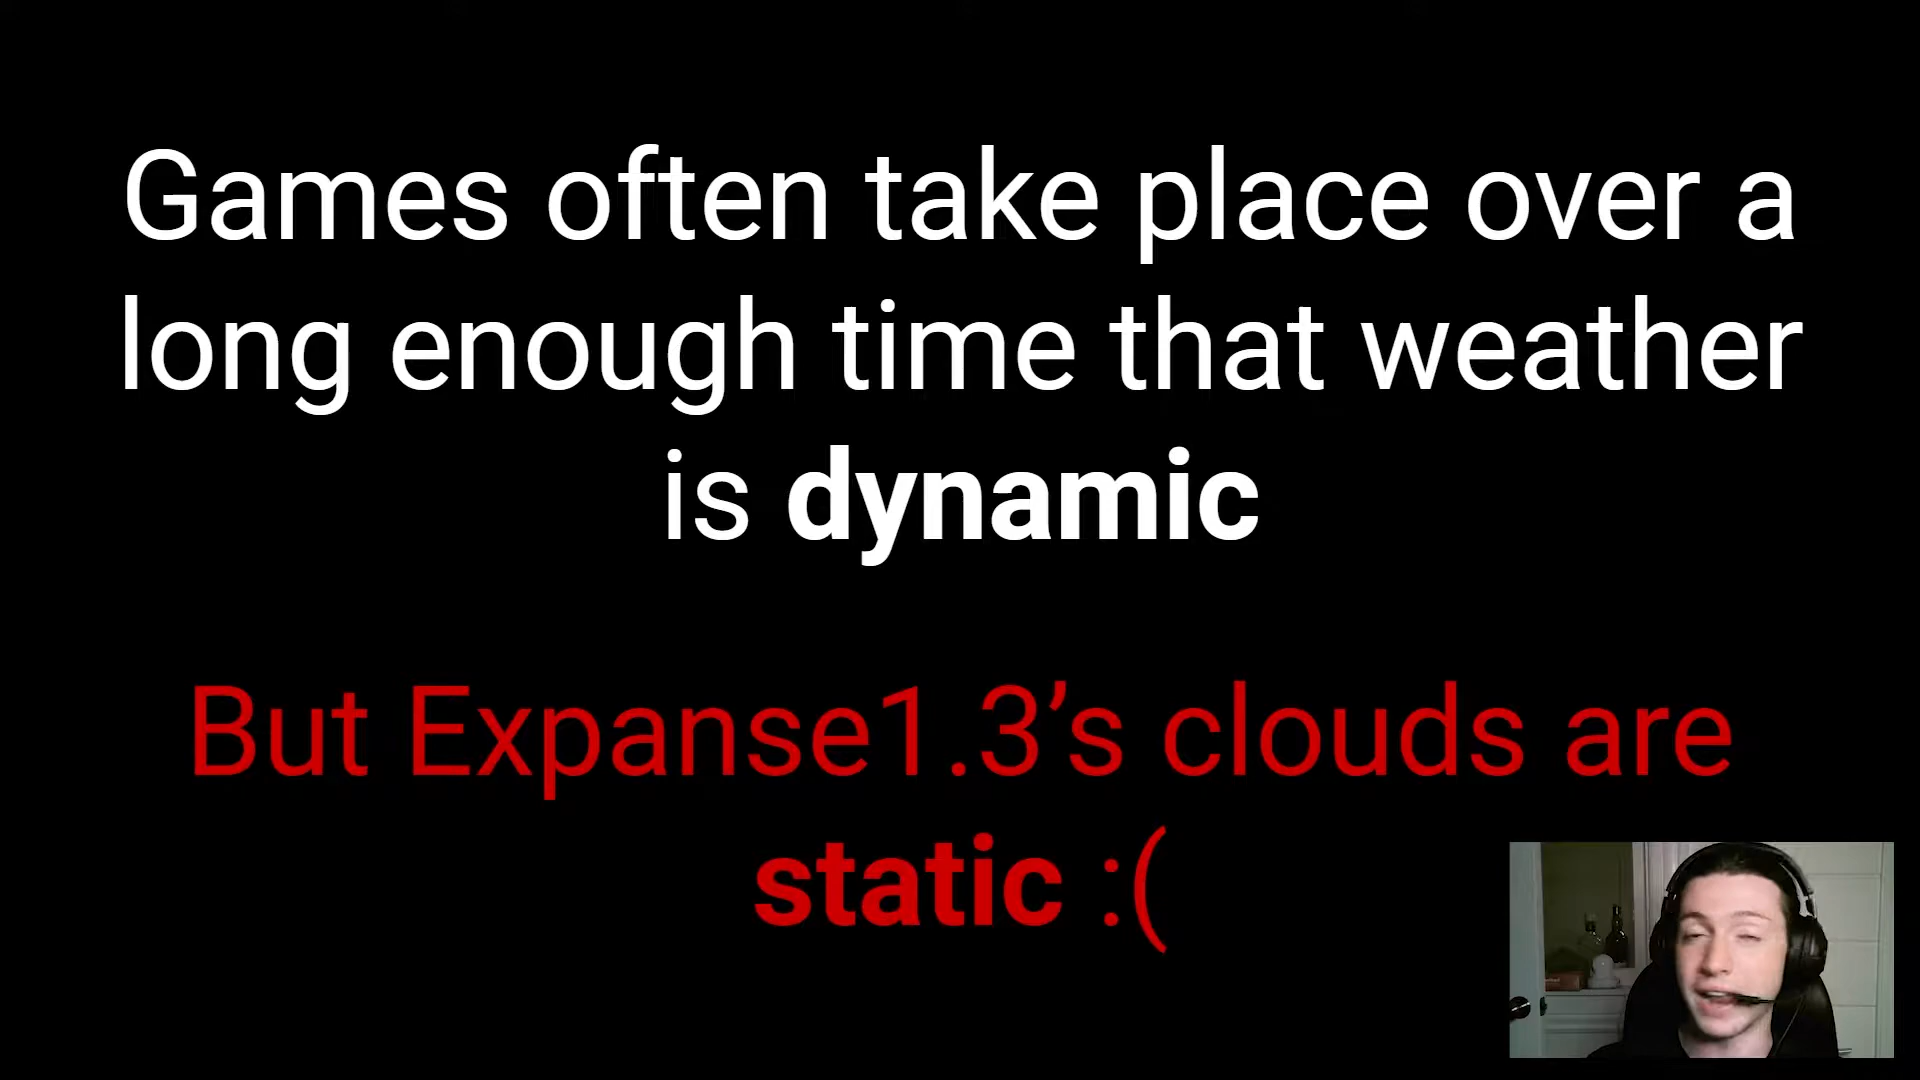 Games often take place over a
long enough time that weather
is dynamic
But Expanse1.3’s clouds are
static :(